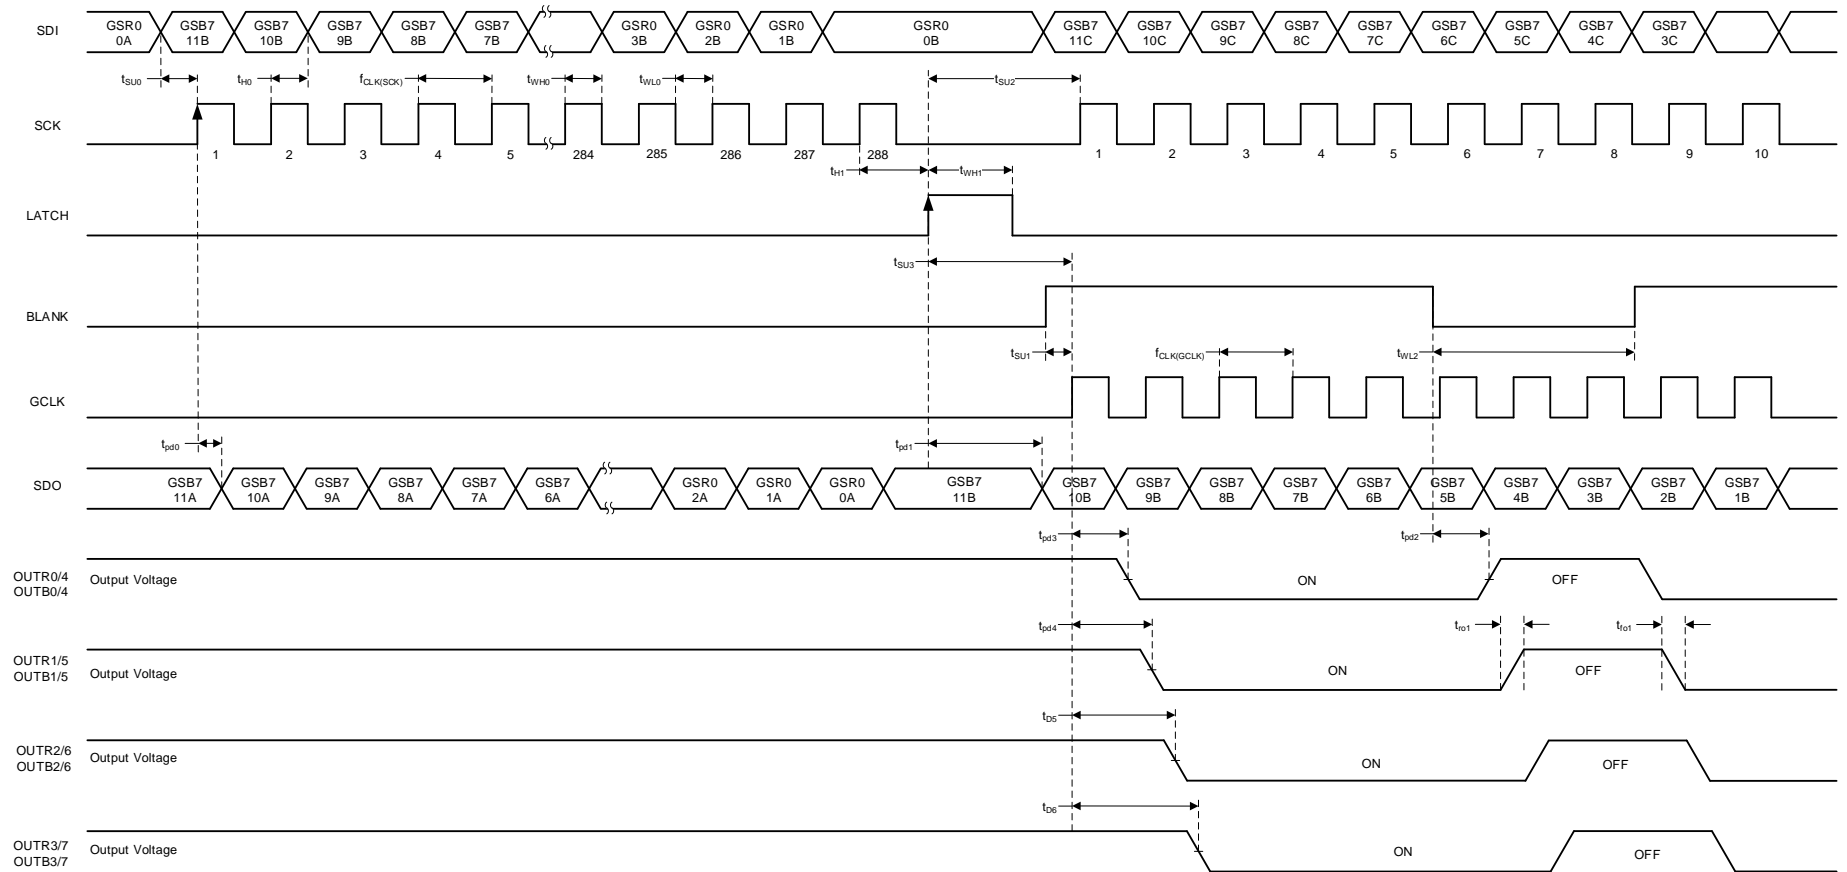 SDI
GSR0 0A
GSB7 11B
GSB7 10B
GSB7 9B
GSB7 8B
GSB7 7B
GSR0 3B
GSR0 2B
GSR0 1B
GSR0 0B
GSB7 11C
GSB7 10C
GSB7 9C
GSB7 8C
GSB7 7C
GSB7 6C
GSB7 5C
GSB7 4C
GSB7 3C
tSU0
tH0
fCLK(SCK)
tWH0
tWL0
tSU2
SCK
1 2 3 4 5 284 285 286 287 288 1 2 3 4 5 6 7 8 9 10
tH1
tWH1
LATCH
tSU3
BLANK
tSU1
fCLK(GCLK)
tWL2
GCLK
tpd0
tpd1
SDO
GSB7 11A
GSB7 10A
GSB7 9A
GSB7 8A
GSB7 7A
GSB7 6A
GSR0 2A
GSR0 1A
GSR0 0A
GSB7 11B
GSB7 10B
GSB7 9B
GSB7 8B
GSB7 7B
GSB7 6B
GSB7 5B
GSB7 4B
GSB7 3B
GSB7 2B
GSB7 1B
tpd3
tpd2
OUTR0/4
OUTB0/4
Output Voltage
ON
OFF
tpd4
tro1
tfo1
OUTR1/5
OUTB1/5
Output Voltage
ON
OFF
tD5
OUTR2/6
OUTB2/6
Output Voltage
ON
OFF
tD6
OUTR3/7
OUTB3/7
Output Voltage
ON
OFF